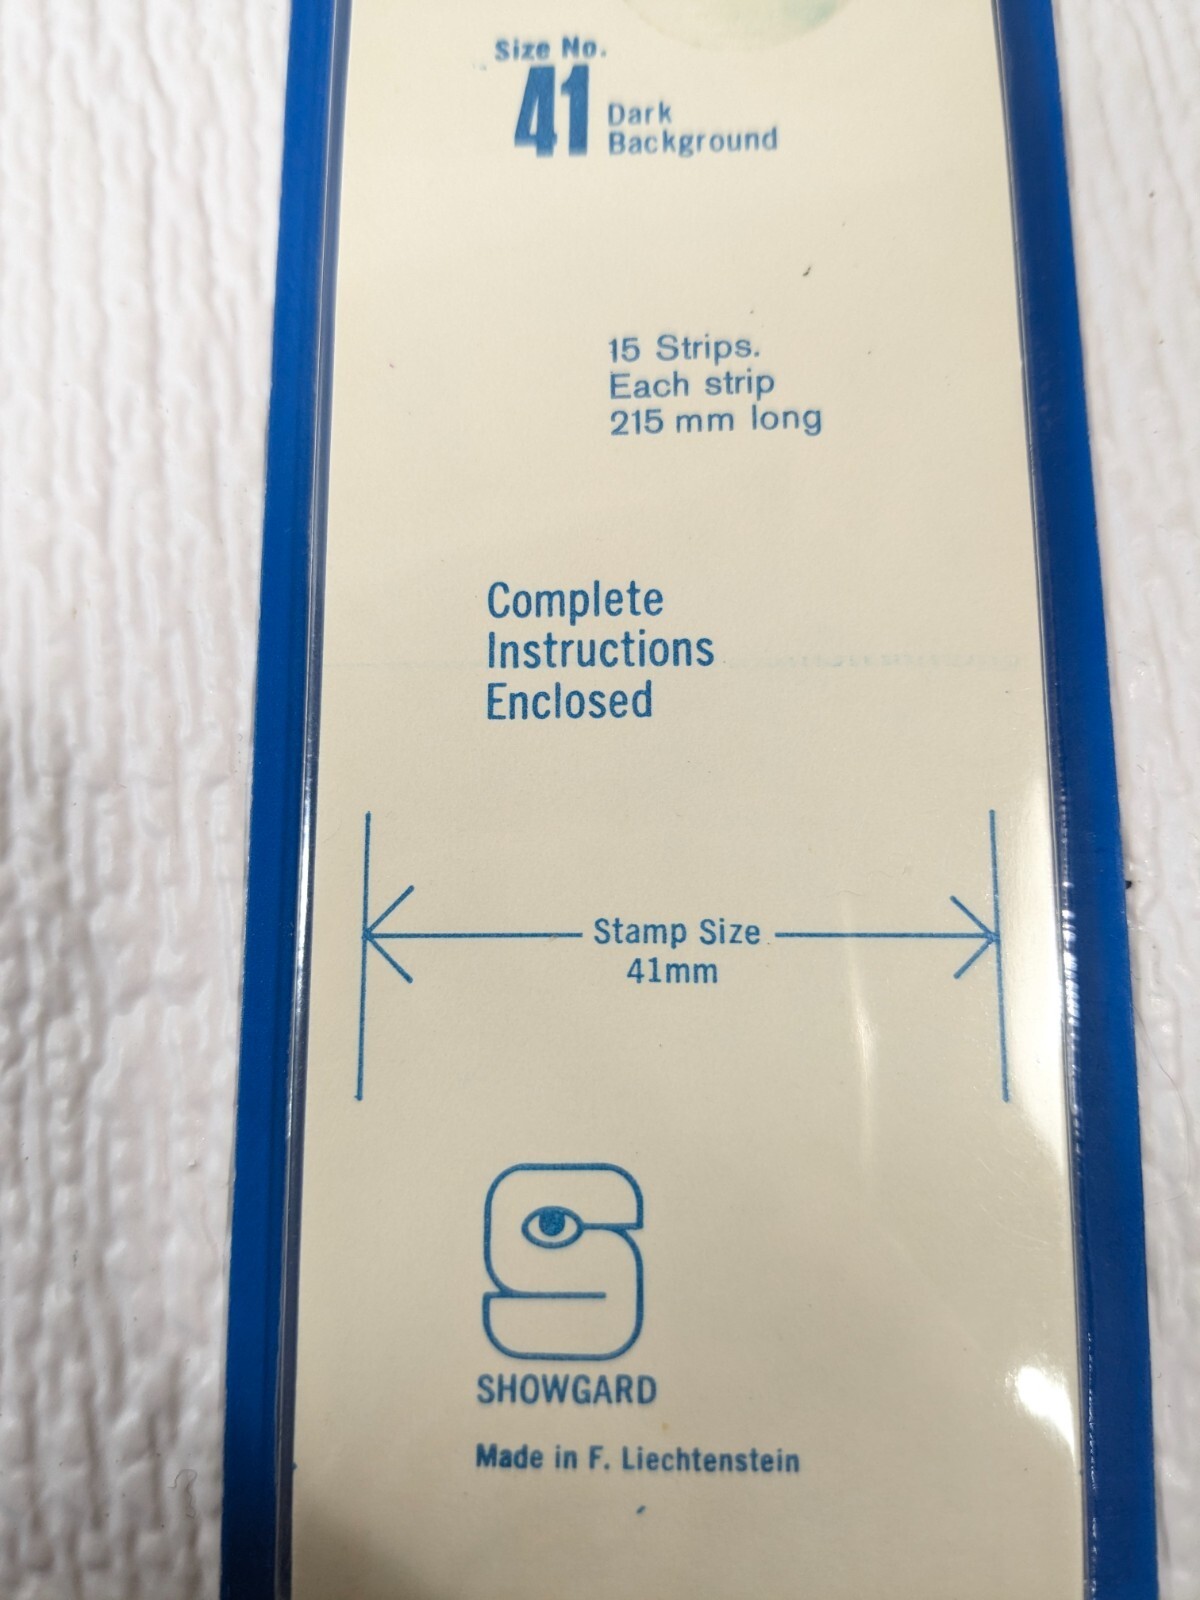 Size No.
41 Dark
Background
15 Strips.
Each strip
215 mm long
Complete
Instructions
Enclosed
Stamp Size
41mm
SHOWGARD
Made in F. Liechtenstein